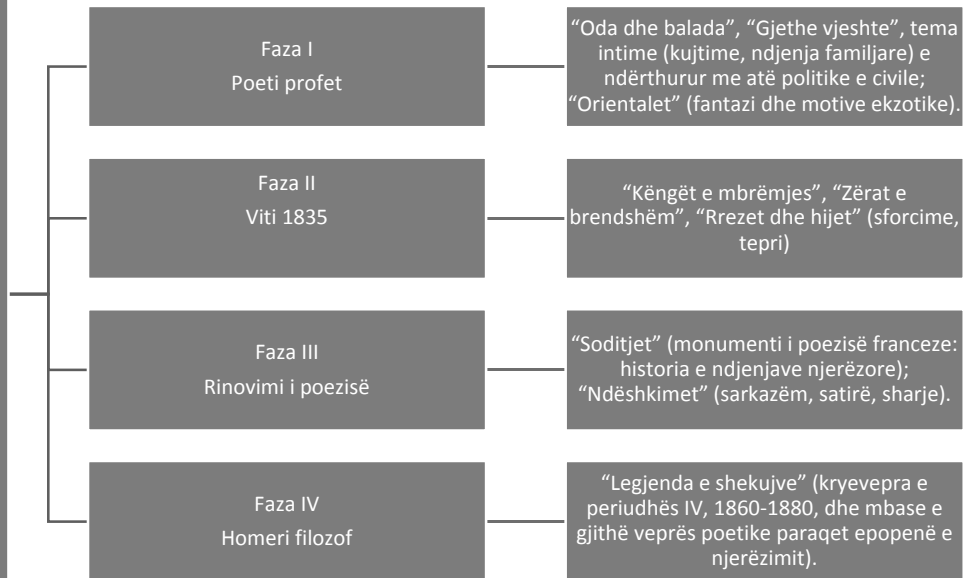 Faza I
Poeti profet
“Oda dhe balada”, “Gjethe vjeshte”, tema
intime (kujtime, ndjenja familjare) e
ndërthurur me atë politike e civile;
“Orientalet” (fantazi dhe motive ekzotike).
Faza II
Viti 1835
“Këngët e mbrëmjes”, “Zërat e
brendshëm”, “Rrezet dhe hijet” (sforcime,
tepri)
Faza III
Rinovimi i poezisë
“Soditjet” (monumenti i poezisë franceze:
historia e ndjenjave njerëzore);
“Ndëshkimet” (sarkazëm, satirë, sharje).
Faza IV
Homeri filozof
“Legjenda e shekujve” (kryevepra e
periudhës IV, 1860-1880, dhe mbase e
gjithë veprës poetike paraqet epopenë e
njerëzimit).